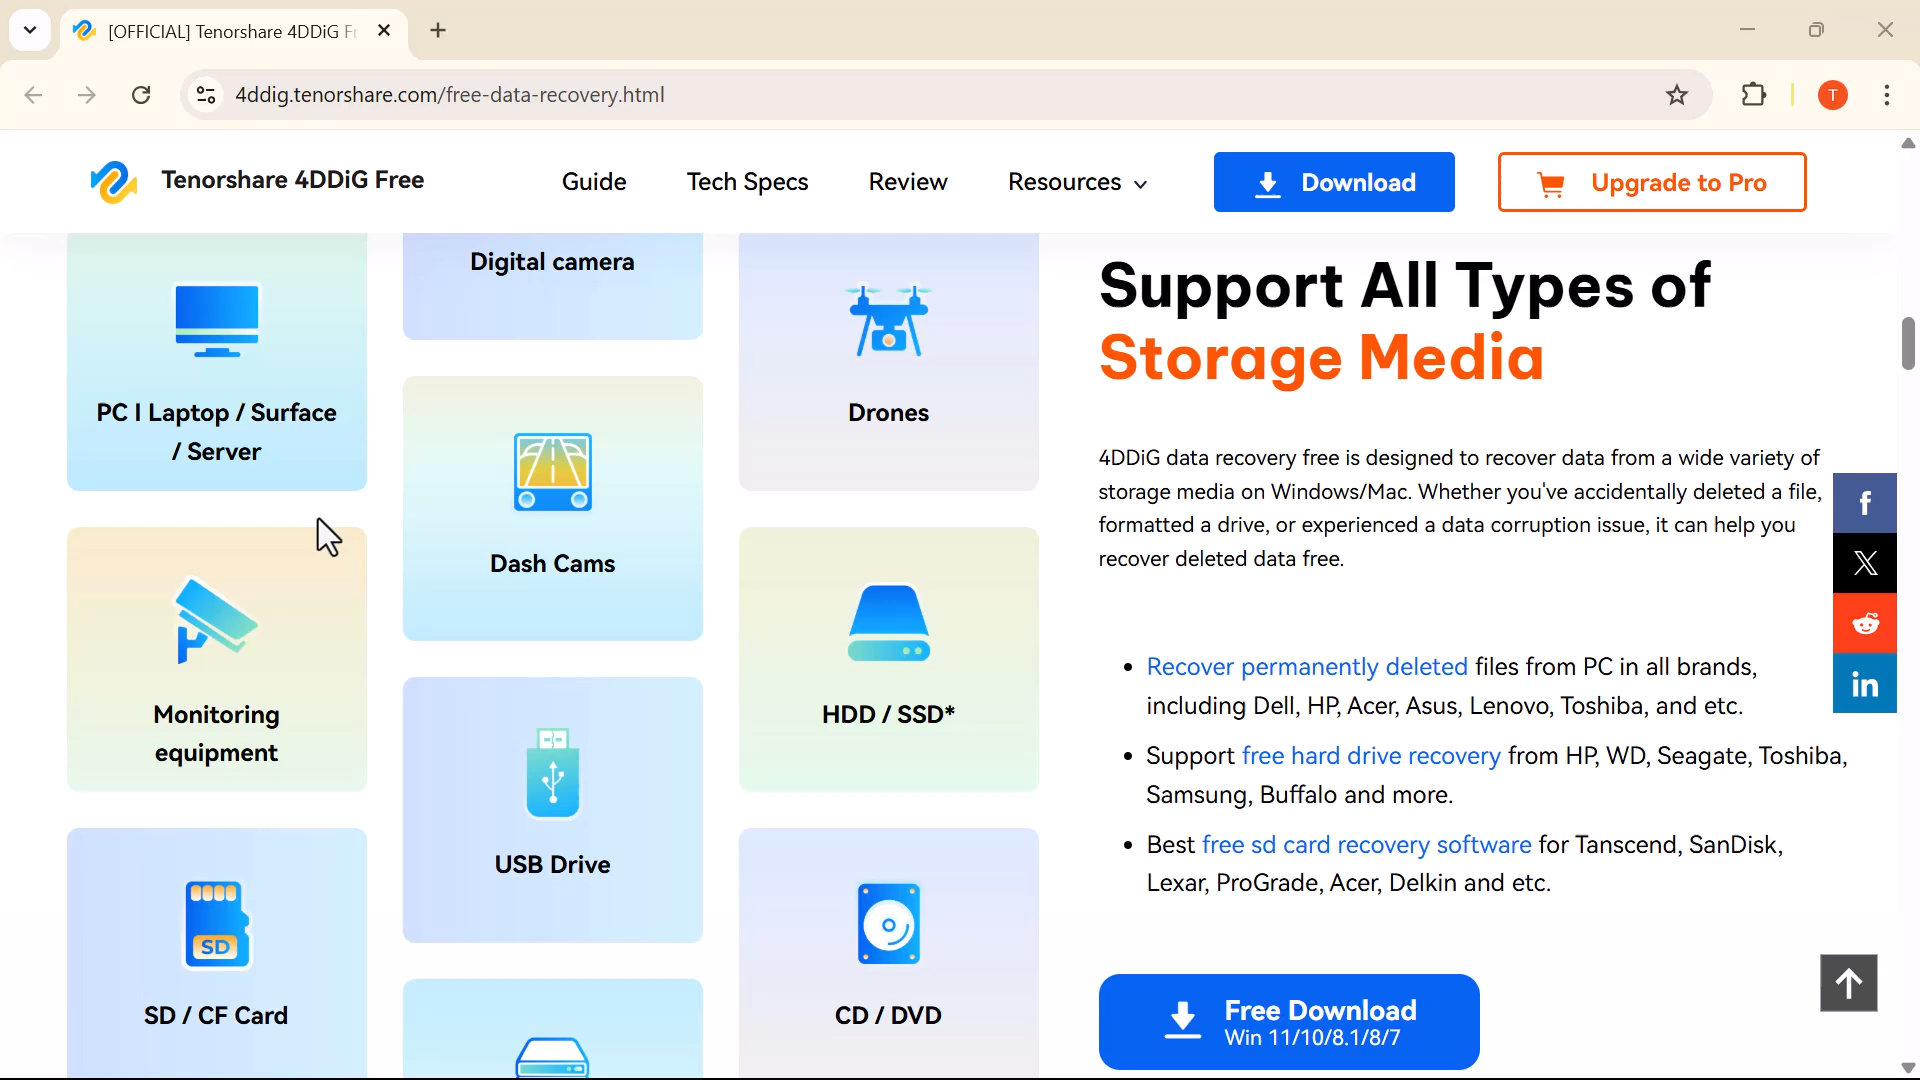 [OFFICIAL] Tenorshare 4DDiG Fr
4ddig.tenorshare.com/free-data-recovery.html
T
Tenorshare 4DDiG Free
Guide
Tech Specs
Review
Resources
Download
Upgrade to Pro
PC I Laptop / Surface
/ Server
Monitoring
equipment
SD
SD / CF Card
Digital camera
Dash Cams
USB Drive
Drones
HDD / SSD*
CD / DVD
Support All Types of
Storage Media
4DDiG data recovery free is designed to recover data from a wide variety of
storage media on Windows/Mac. Whether you've accidentally deleted a file,
formatted a drive, or experienced a data corruption issue, it can help you
recover deleted data free.
• Recover permanently deleted files from PC in all brands,
including Dell, HP, Acer, Asus, Lenovo, Toshiba, and etc.
• Support free hard drive recovery from HP, WD, Seagate, Toshiba,
Samsung, Buffalo and more.
• Best free sd card recovery software for Tanscend, SanDisk,
Lexar, ProGrade, Acer, Delkin and etc.
Free Download
Win 11/10/8.1/8/7
f
X
in